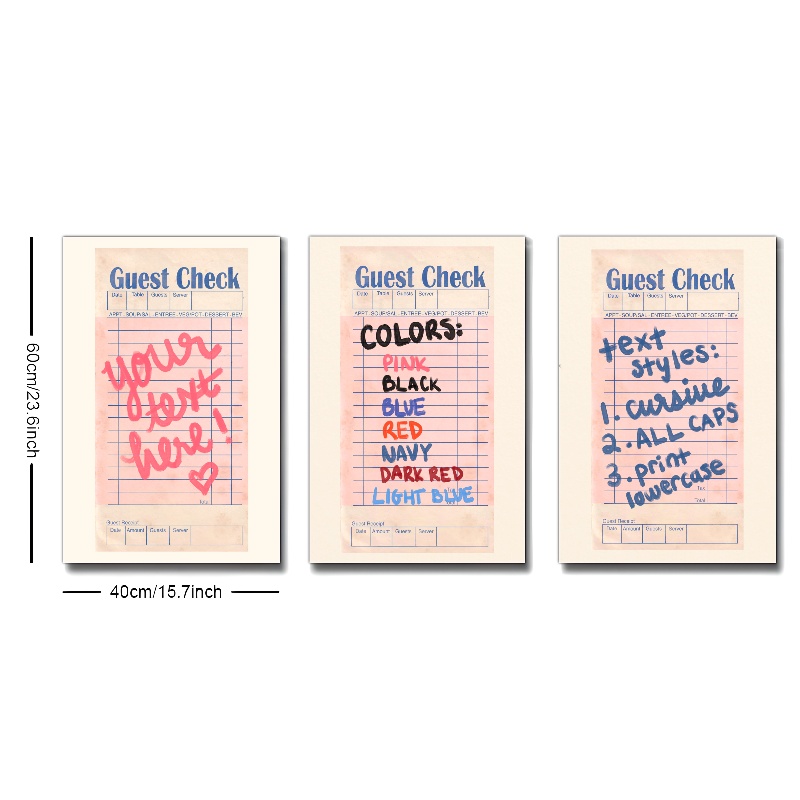 60cm/23.6inch
40cm/15.7inch
Guest Check
Date Table Guests Server
APPT-SOUP/SAL-ENTREE-VEG/POT-DESSERT-BEV
your
text
here!
Total
Guest Receipt
Date Amount Guests Server
Guest Check
Date Table Guests Server
APPT-SOUP/SAL-ENTREE-VEG/POT-DESSERT-BEV
COLORS:
PINK
BLACK
BLUE
RED
NAVY
DARK RED
LIGHT BLUE
Guest Receipt
Date Amount Guests Server
Guest Check
Date Table Guests Server
APPT-SOUP/SAL-ENTREE-VEG/POT-DESSERT-BEV
text
styles:
1. cursive
2. ALL CAPS
3. print
lowercase
Tax
Total
Guest Receipt
Date Amount Guests Server